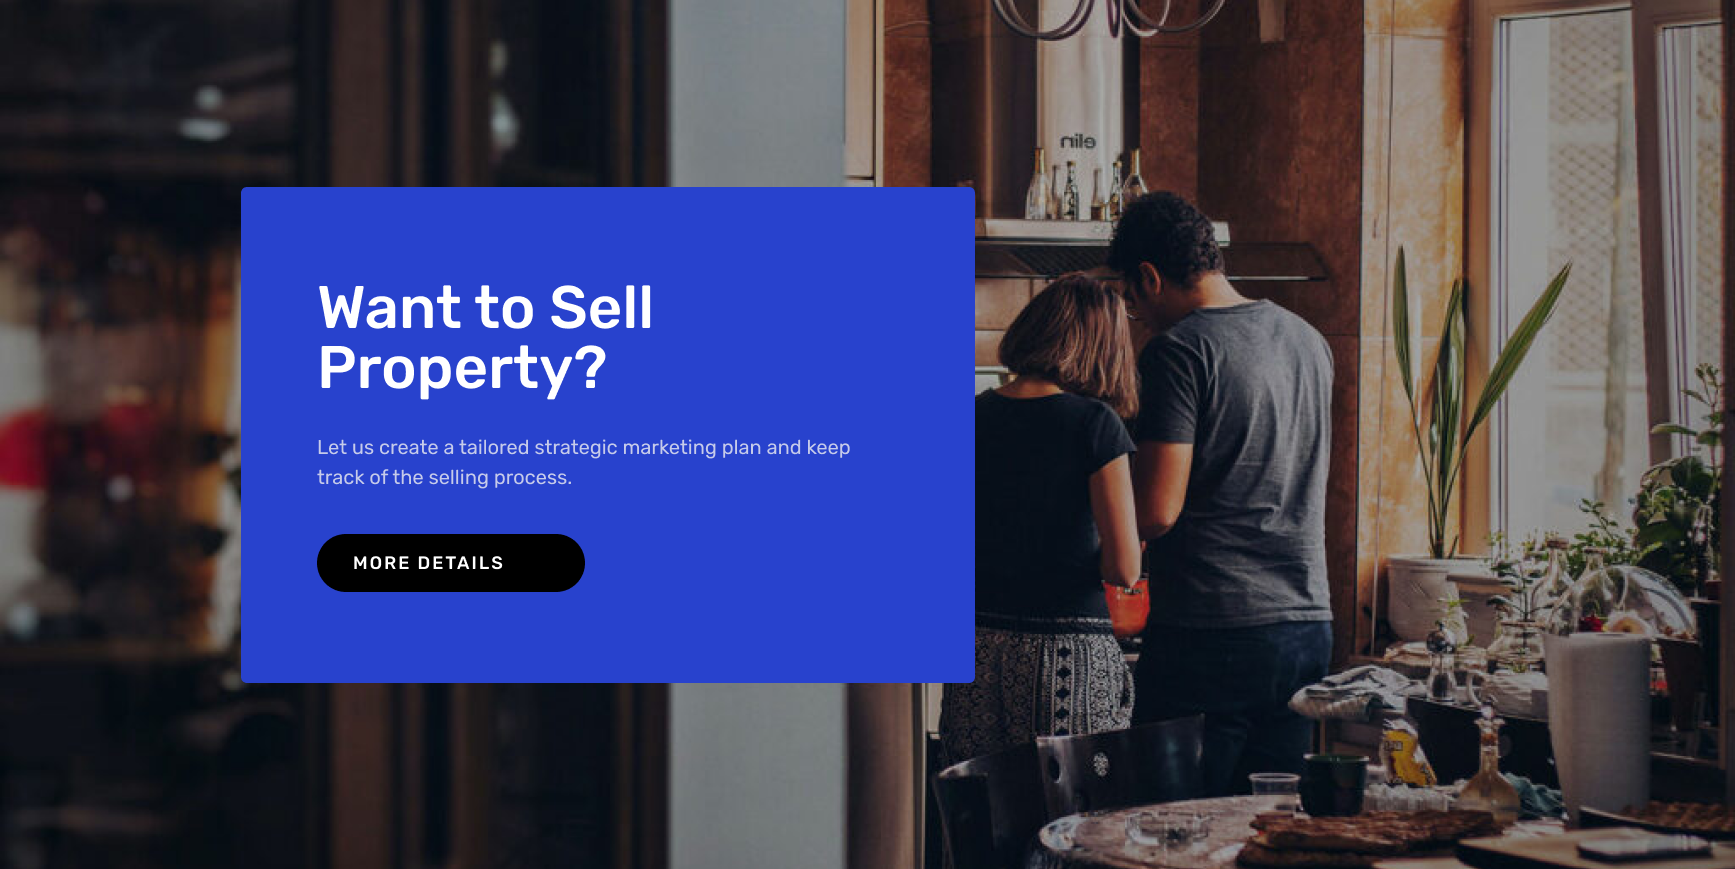 elin
Want to Sell
Property?
Let us create a tailored strategic marketing plan and keep
track of the selling process.
MORE DETAILS